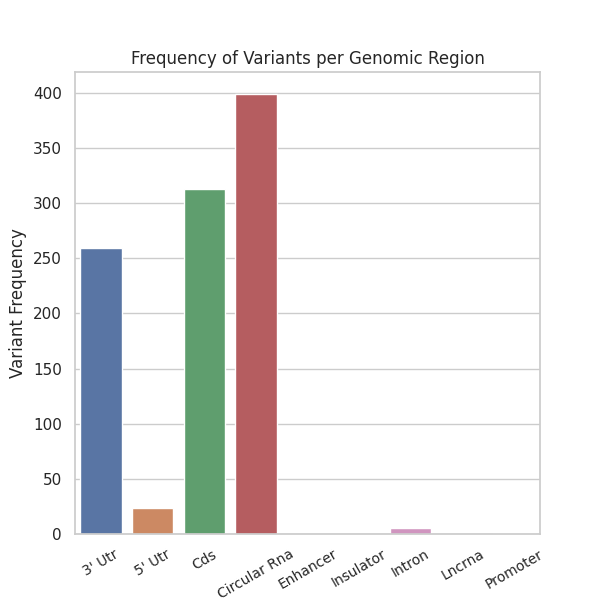 Frequency of Variants per Genomic Region
Variant Frequency
400
350
300
250
200
150
100
50
0
3' Utr
5' Utr
Cds
Circular Rna
Enhancer
Insulator
Intron
Lncrna
Promoter